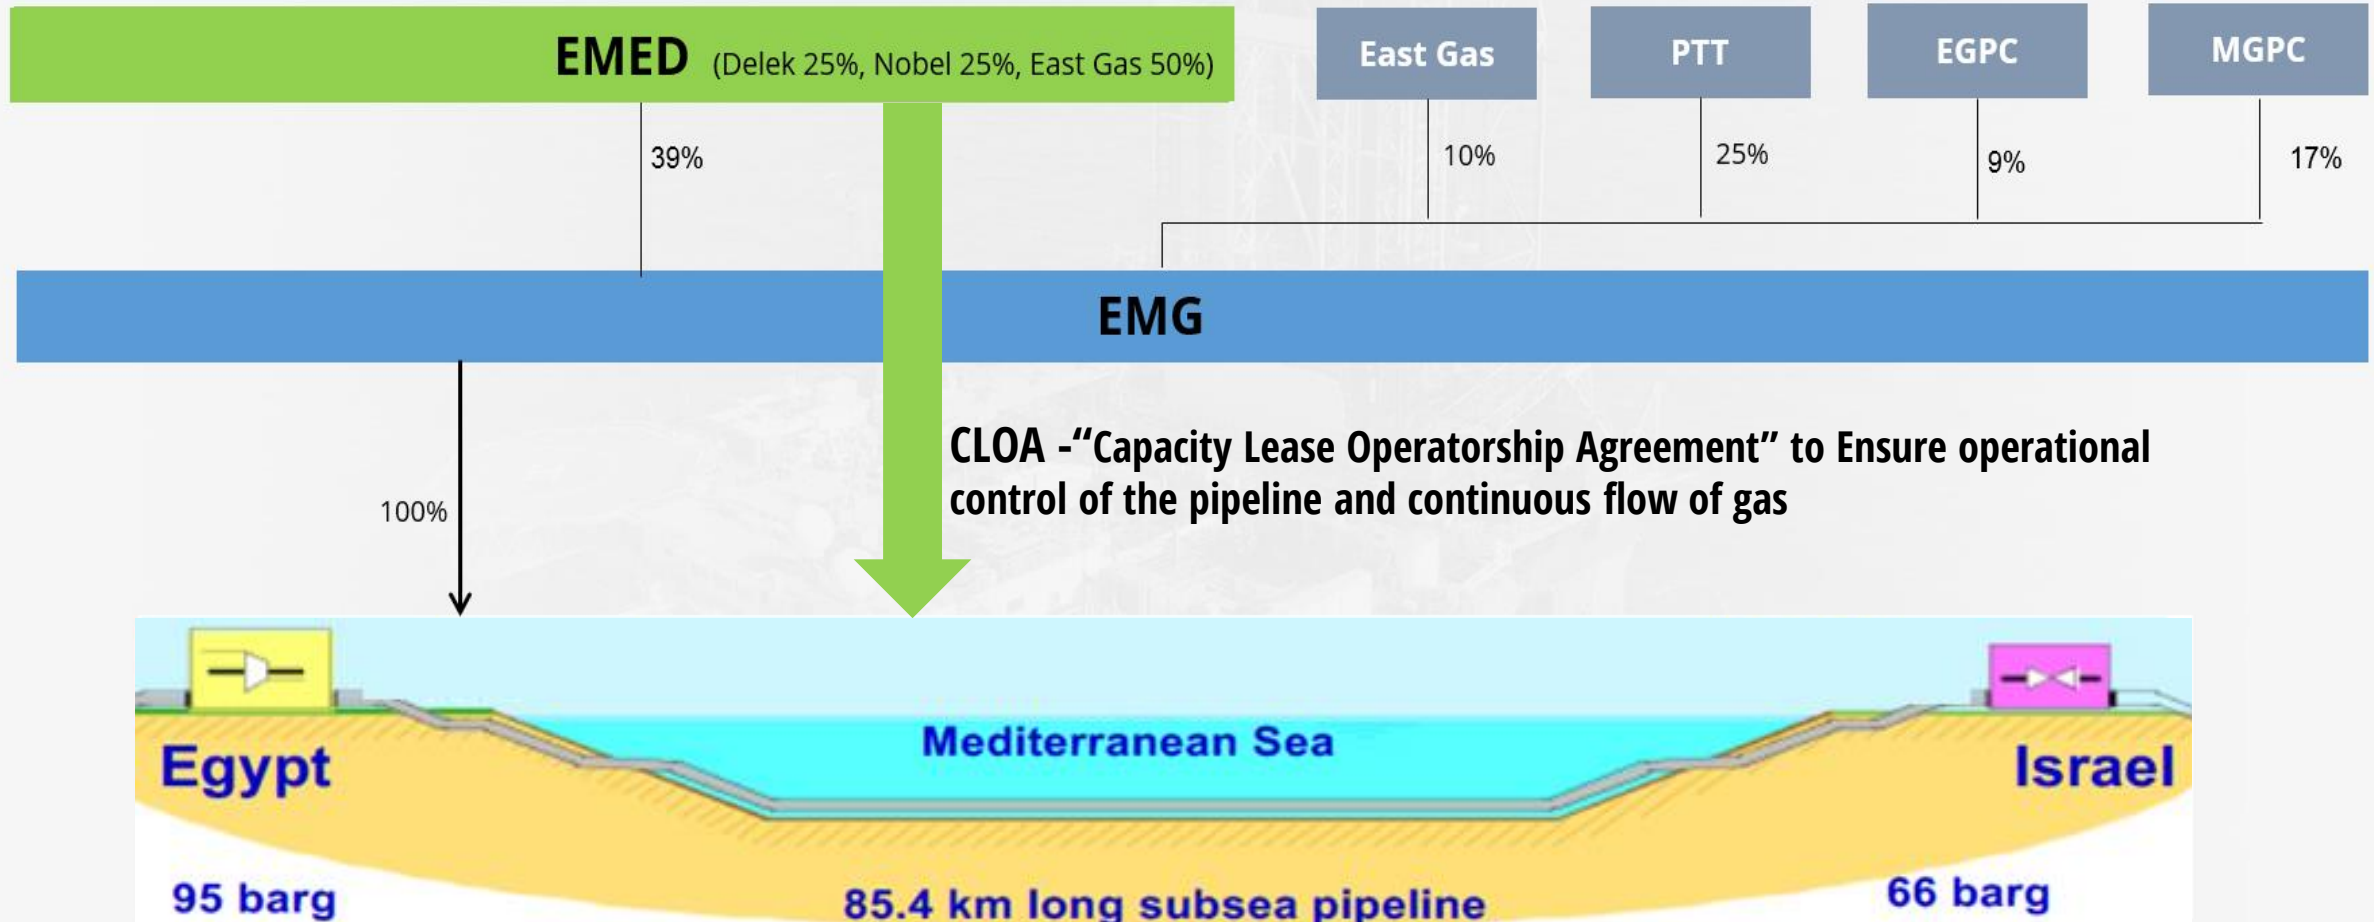 EMED (Delek 25%, Nobel 25%, East Gas 50%)
East Gas
PTT
EGPC
MGPC
39%
10%
25%
9%
17%
EMG
CLOA -“Capacity Lease Operatorship Agreement” to Ensure operational
control of the pipeline and continuous flow of gas
100%
Mediterranean Sea
Egypt
Israel
95 barg
85.4 km long subsea pipeline
66 barg